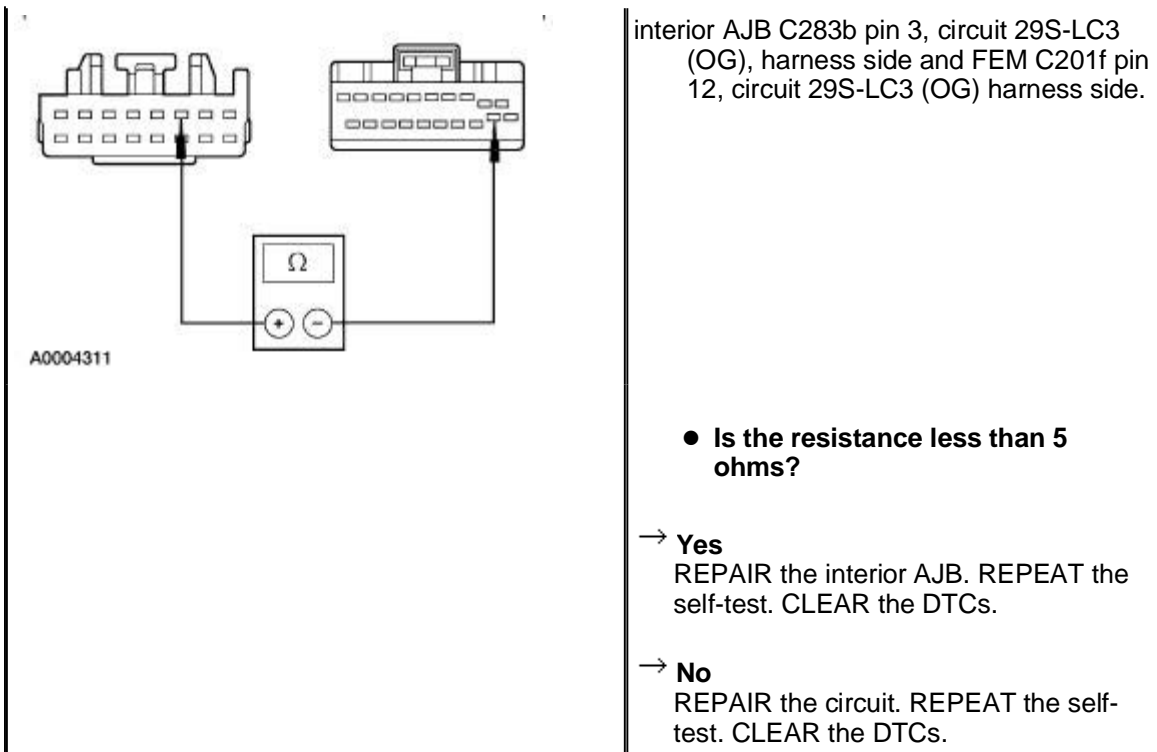 interior AJB C283b pin 3, circuit 29S-LC3
(OG), harness side and FEM C201f pin
12, circuit 29S-LC3 (OG) harness side.
Ω
+ −
A0004311
● Is the resistance less than 5
ohms?
→ Yes
REPAIR the interior AJB. REPEAT the
self-test. CLEAR the DTCs.
→ No
REPAIR the circuit. REPEAT the self-
test. CLEAR the DTCs.